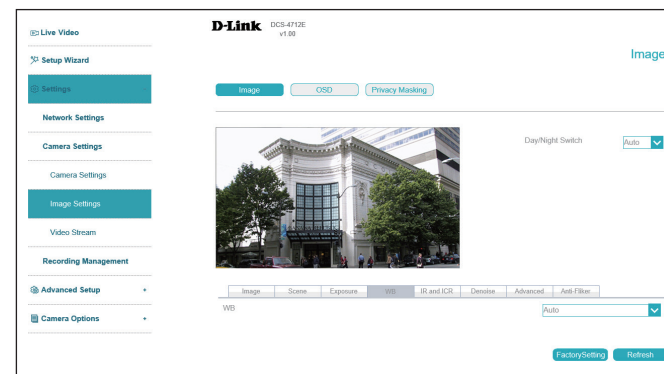 D-Link DCS-4712E
v1.00
Live Video
Setup Wizard
Settings
Network Settings
Camera Settings
Camera Settings
Image Settings
Video Stream
Recording Management
Advanced Setup +
Camera Options +
Image
Image OSD Privacy Masking
Day/Night Switch Auto
Image Scene Exposure WB IR and ICR Denoise Advanced Anti-Fliker
WB Auto
FactorySetting Refresh